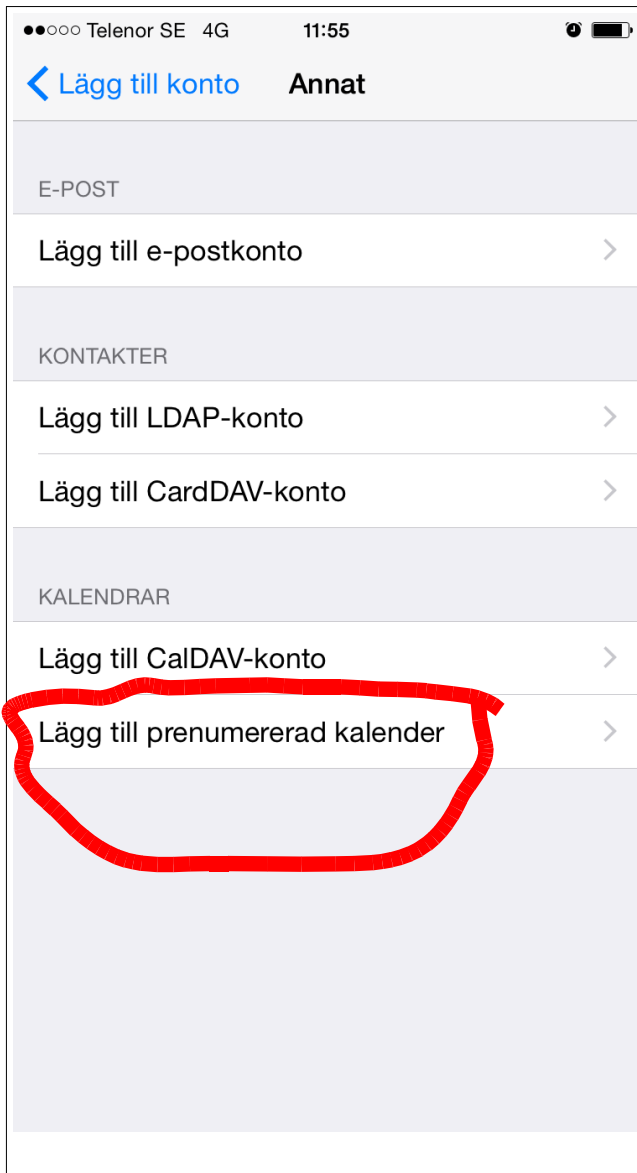 Telenor SE 4G 11:55
Lägg till konto Annat
E-POST
Lägg till e-postkonto
KONTAKTER
Lägg till LDAP-konto
Lägg till CardDAV-konto
KALENDRAR
Lägg till CalDAV-konto
Lägg till prenumererad kalender